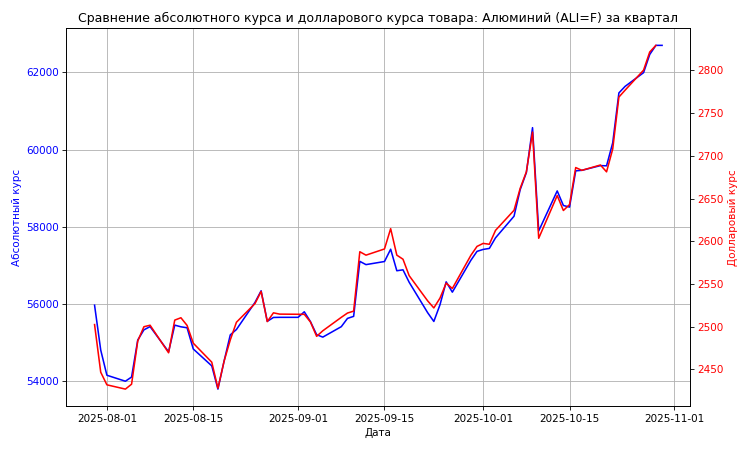 Сравнение абсолютного курса и долларового курса товара: Алюминий (ALI=F) за квартал
Абсолютный курс
62000
60000
58000
56000
54000
2800
2750
2700
2650
2600
2550
2500
2450
Долларовый курс
2025-08-01 2025-08-15 2025-09-01 2025-09-15 2025-10-01 2025-10-15 2025-11-01
Дата